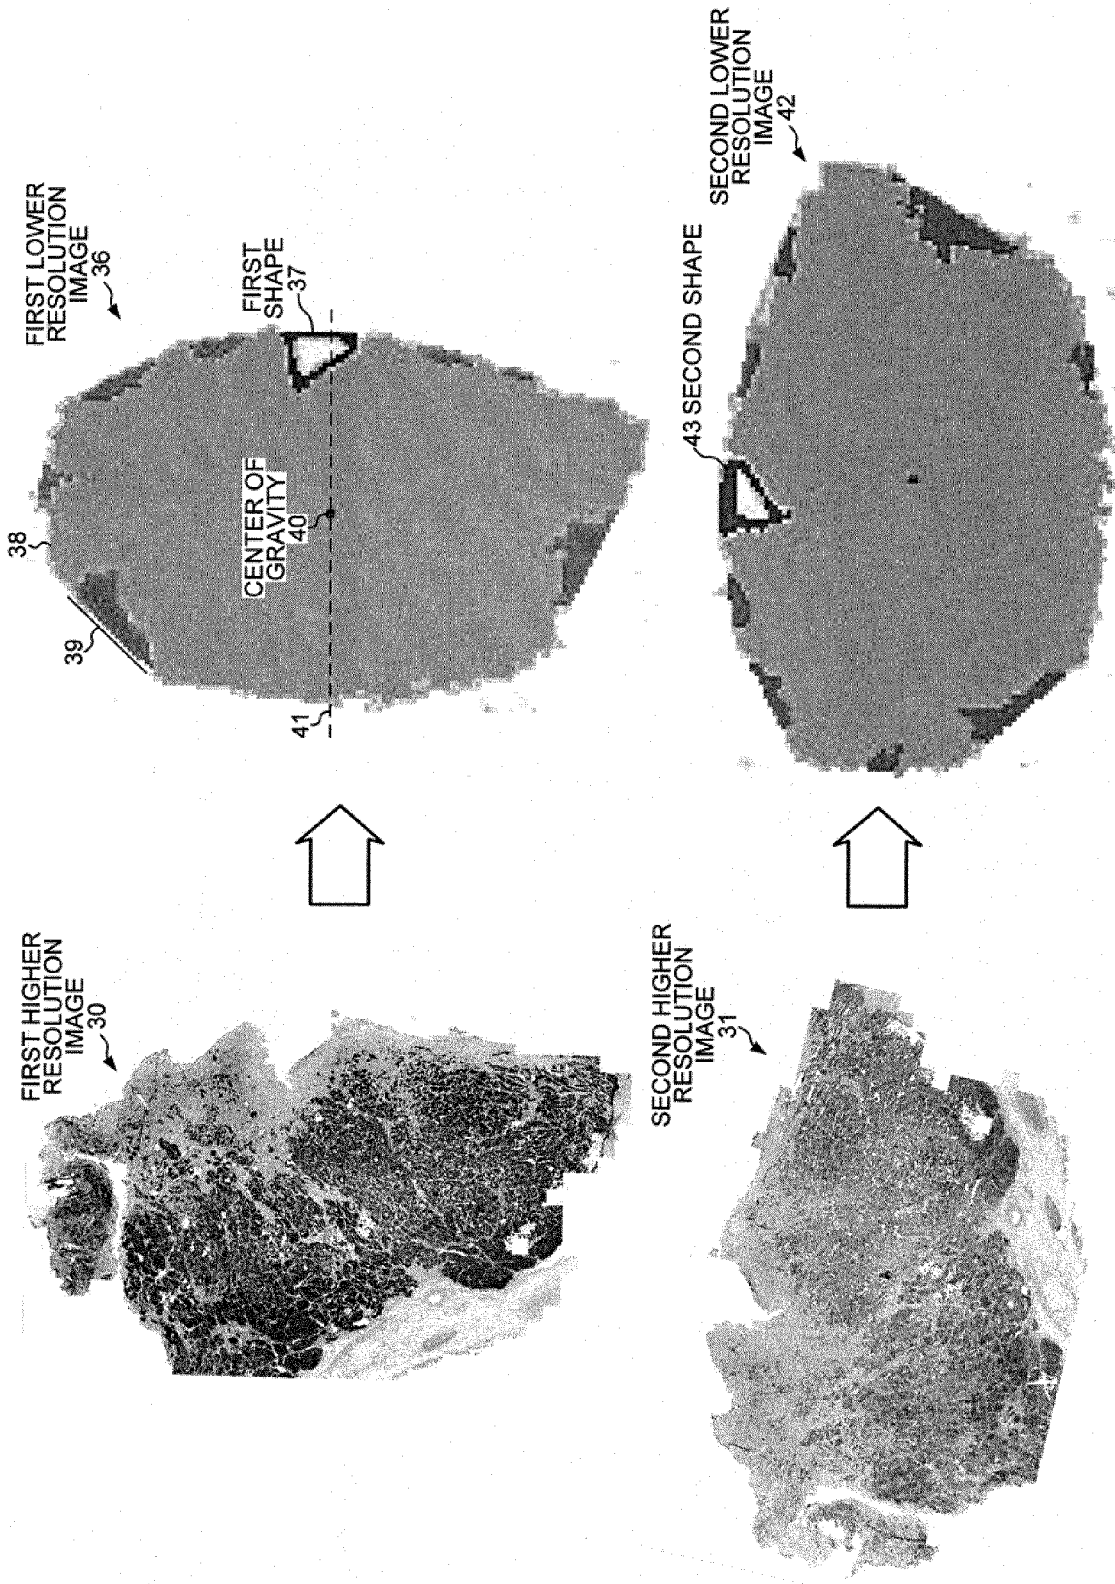 FIRST HIGHER
RESOLUTION
IMAGE
30
FIRST LOWER
RESOLUTION
IMAGE
36
38
39
CENTER OF
GRAVITY
40
FIRST
SHAPE
37
41
SECOND HIGHER
RESOLUTION
IMAGE
31
SECOND LOWER
RESOLUTION
IMAGE
42
43 SECOND SHAPE